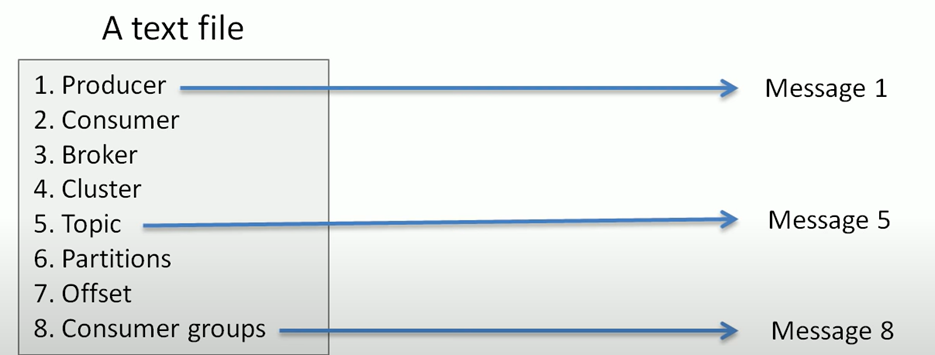 A text file
1. Producer
Message 1
2. Consumer
3. Broker
4. Cluster
5. Topic
Message 5
6. Partitions
7. Offset
8. Consumer groups
Message 8